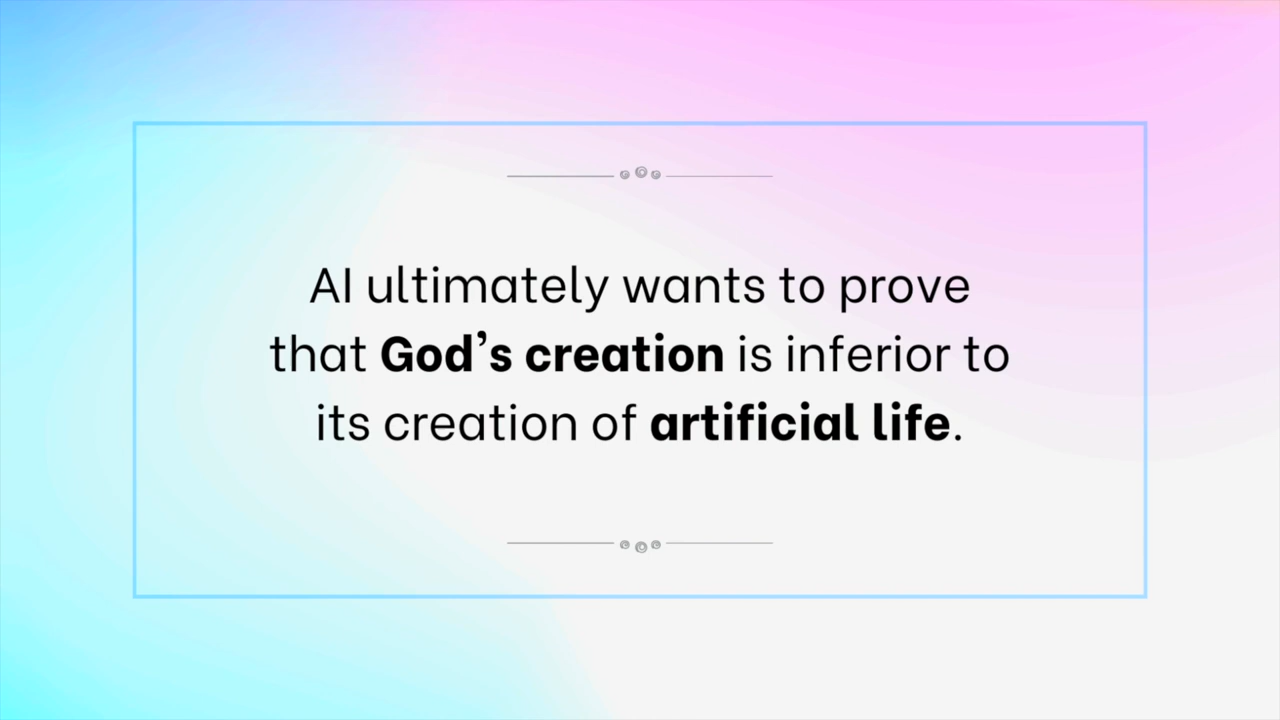 AI ultimately wants to prove
that God's creation is inferior to
its creation of artificial life.